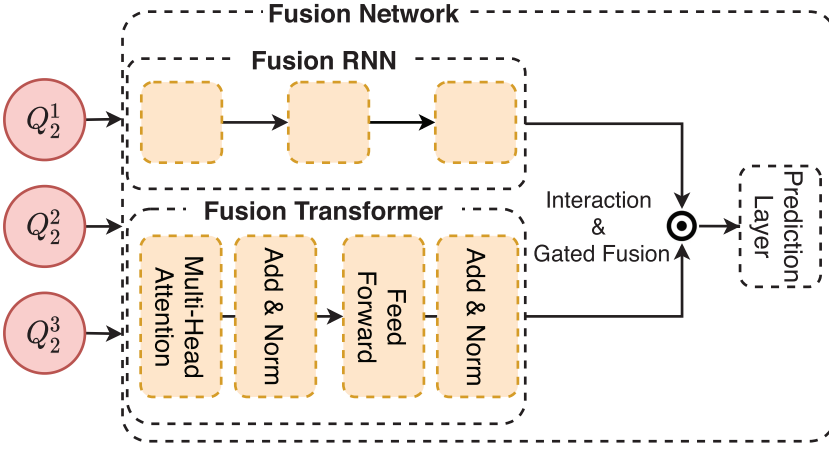 Fusion Network
Fusion RNN
Q_2^1
Q_2^2
Q_2^3
Fusion Transformer
Multi-Head
Attention
Add & Norm
Feed
Forward
Add & Norm
Interaction
&
Gated Fusion
Prediction
Layer